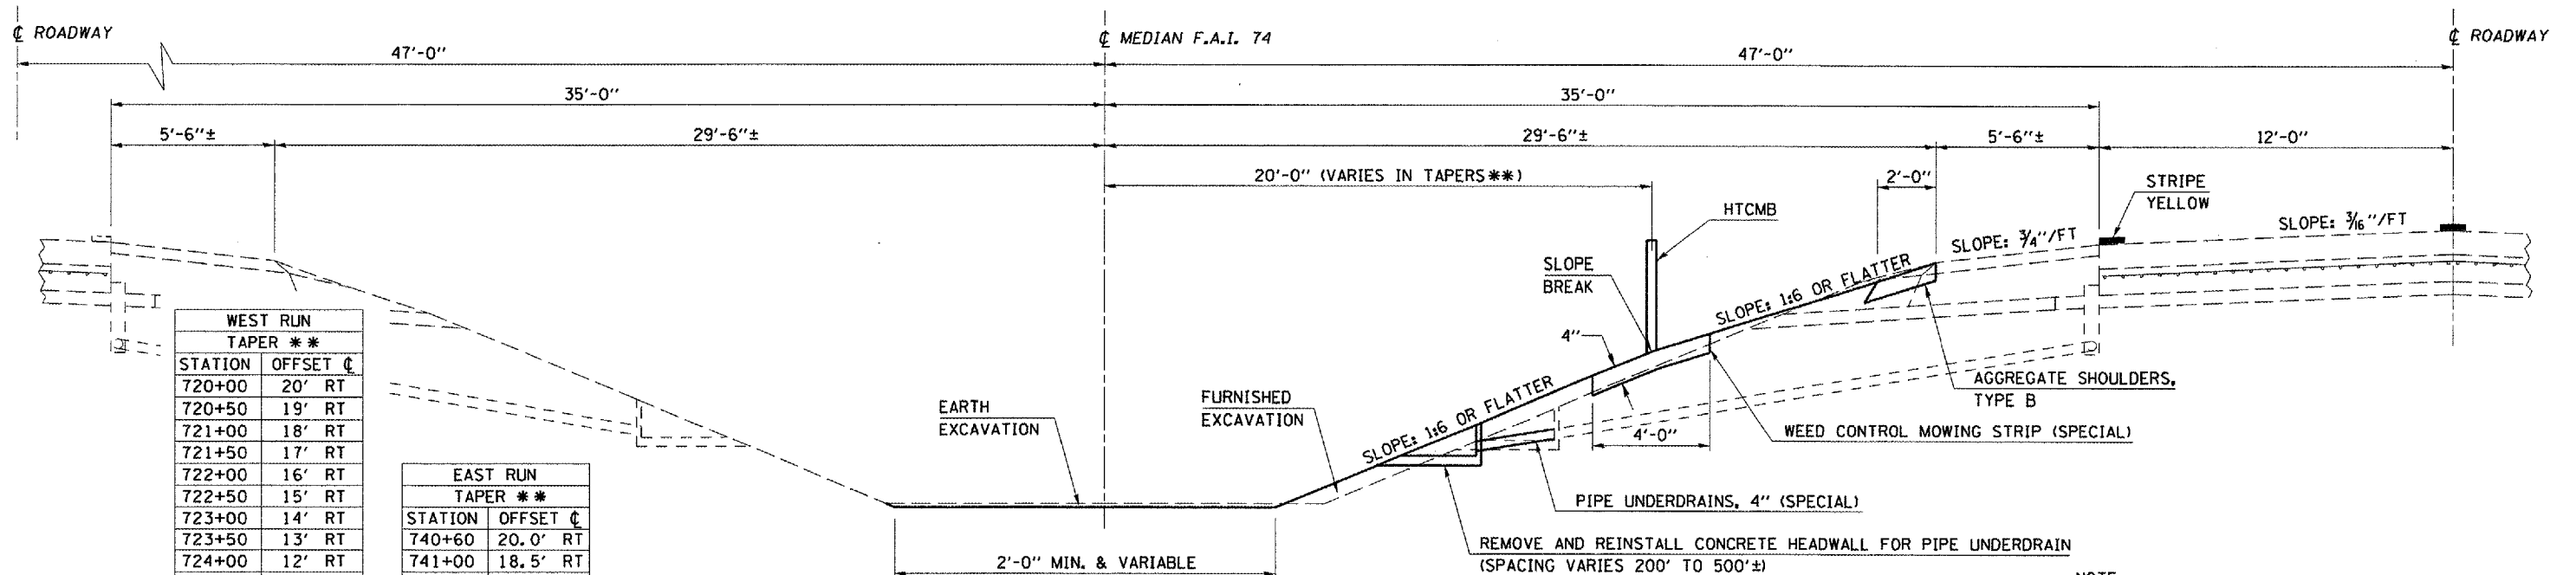 ℄ ROADWAY
℄ MEDIAN F.A.I. 74
℄ ROADWAY
47'-0"
47'-0"
35'-0"
35'-0"
5'-6"±
29'-6"±
29'-6"±
5'-6"±
12'-0"
20'-0" (VARIES IN TAPERS**)
2'-0"
STRIPE
YELLOW
HTCMB
SLOPE: 3/4"/FT
SLOPE: 3/16"/FT
SLOPE
BREAK
SLOPE: 1:6 OR FLATTER
4"
AGGREGATE SHOULDERS,
TYPE B
WEST RUN
TAPER **
STATION OFFSET ℄
720+00 20' RT
720+50 19' RT
721+00 18' RT
721+50 17' RT
722+00 16' RT
722+50 15' RT
723+00 14' RT
723+50 13' RT
724+00 12' RT
EAST RUN
TAPER **
STATION OFFSET ℄
740+60 20.0' RT
741+00 18.5' RT
EARTH
EXCAVATION
FURNISHED
EXCAVATION
SLOPE: 1:6 OR FLATTER
4'-0"
WEED CONTROL MOWING STRIP (SPECIAL)
PIPE UNDERDRAINS, 4" (SPECIAL)
REMOVE AND REINSTALL CONCRETE HEADWALL FOR PIPE UNDERDRAIN
(SPACING VARIES 200' TO 500'±)
2'-0" MIN. & VARIABLE
NOTE